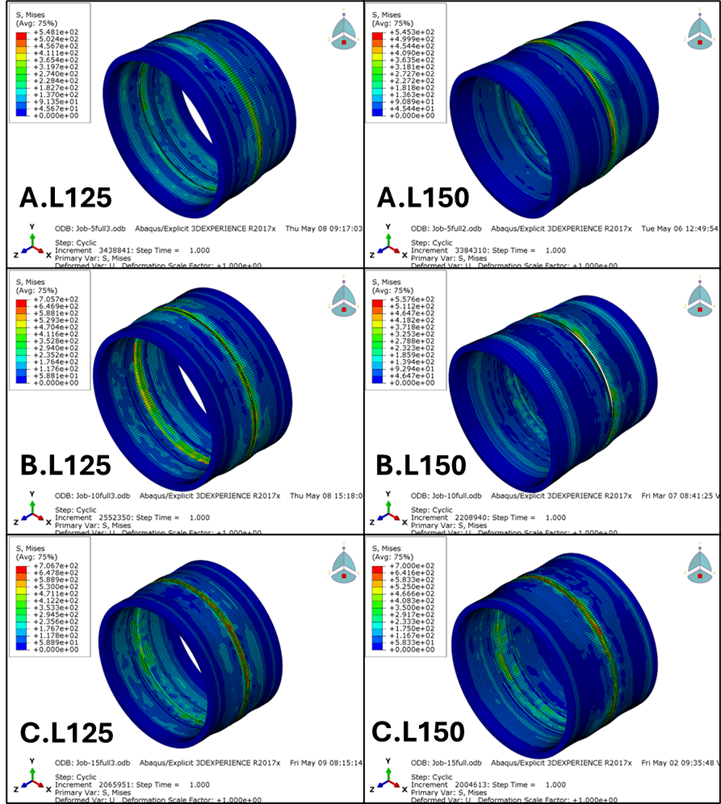 S, Mises
(Avg: 75%)
+5.481e+02
+5.024e+02
+4.567e+02
+4.111e+02
+3.654e+02
+3.197e+02
+2.740e+02
+2.284e+02
+1.827e+02
+1.370e+02
+9.135e+01
+4.567e+01
+0.000e+00
A.L125
ODB: Job-5full3.odb Abaqus/Explicit 3DEXPERIENCE R2017x Thu May 08 09:17:03
Y
Z X
Step: Cyclic
Increment 3438841: Step Time = 1.000
Primary Var: S, Mises
Deformed Var: U Deformation Scale Factor: +1.000e+00
S, Mises
(Avg: 75%)
+5.453e+02
+4.999e+02
+4.544e+02
+4.090e+02
+3.635e+02
+3.181e+02
+2.727e+02
+2.272e+02
+1.818e+02
+1.363e+02
+9.089e+01
+4.544e+01
+0.000e+00
A.L150
ODB: Job-5full2.odb Abaqus/Explicit 3DEXPERIENCE R2017x Tue May 06 12:49:54
Y
Z X
Step: Cyclic
Increment 3384310: Step Time = 1.000
Primary Var: S, Mises
Deformed Var: U Deformation Scale Factor: +1.000e+00
S, Mises
(Avg: 75%)
+7.057e+02
+6.469e+02
+5.881e+02
+5.293e+02
+4.704e+02
+4.116e+02
+3.528e+02
+2.940e+02
+2.352e+02
+1.764e+02
+1.176e+02
+5.881e+01
+0.000e+00
B.L125
ODB: Job-10full3.odb Abaqus/Explicit 3DEXPERIENCE R2017x Thu May 08 15:18:0
Y
Z X
Step: Cyclic
Increment 2552350: Step Time = 1.000
Primary Var: S, Mises
Deformed Var: U Deformation Scale Factor: +1.000e+00
S, Mises
(Avg: 75%)
+5.576e+02
+5.112e+02
+4.647e+02
+4.182e+02
+3.718e+02
+3.253e+02
+2.788e+02
+2.323e+02
+1.859e+02
+1.394e+02
+9.294e+01
+4.647e+01
+0.000e+00
B.L150
ODB: Job-10full.odb Abaqus/Explicit 3DEXPERIENCE R2017x Fri Mar 07 08:41:25
Y
Z X
Step: Cyclic
Increment 2208940: Step Time = 1.000
Primary Var: S, Mises
Deformed Var: U Deformation Scale Factor: +1.000e+00
S, Mises
(Avg: 75%)
+7.067e+02
+6.478e+02
+5.889e+02
+5.300e+02
+4.711e+02
+4.122e+02
+3.533e+02
+2.945e+02
+2.356e+02
+1.767e+02
+1.178e+02
+5.889e+01
+0.000e+00
C.L125
ODB: Job-15full3.odb Abaqus/Explicit 3DEXPERIENCE R2017x Fri May 09 08:15:14
Y
Z X
Step: Cyclic
Increment 2065951: Step Time = 1.000
Primary Var: S, Mises
Deformed Var: U Deformation Scale Factor: +1.000e+00
S, Mises
(Avg: 75%)
+7.000e+02
+6.416e+02
+5.833e+02
+5.250e+02
+4.666e+02
+4.083e+02
+3.500e+02
+2.917e+02
+2.333e+02
+1.750e+02
+1.167e+02
+5.833e+01
+0.000e+00
C.L150
ODB: Job-15full.odb Abaqus/Explicit 3DEXPERIENCE R2017x Fri May 02 09:35:48
Y
Z X
Step: Cyclic
Increment 2004613: Step Time = 1.000
Primary Var: S, Mises
Deformed Var: U Deformation Scale Factor: +1.000e+00